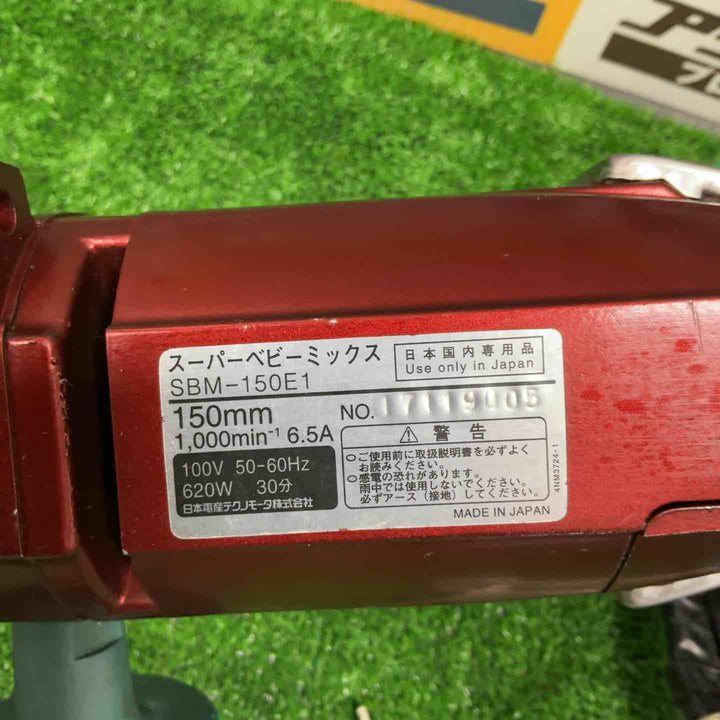 ア
スーパーベビーミックス
日本国内専用品
Use only in Japan
SBM-150E1
150mm
NO.
1,000min⁻¹ 6.5A
100V 50-60Hz
620W 30分
日本電産テクノモータ株式会社
⚠ 警告
○ご使用前に取扱説明書を必ずよく
お読みください。
○感電の恐れがあります。
雨中では使用しないでください。
必ずアース（接地）してください。
MADE IN JAPAN
4NM3724-1